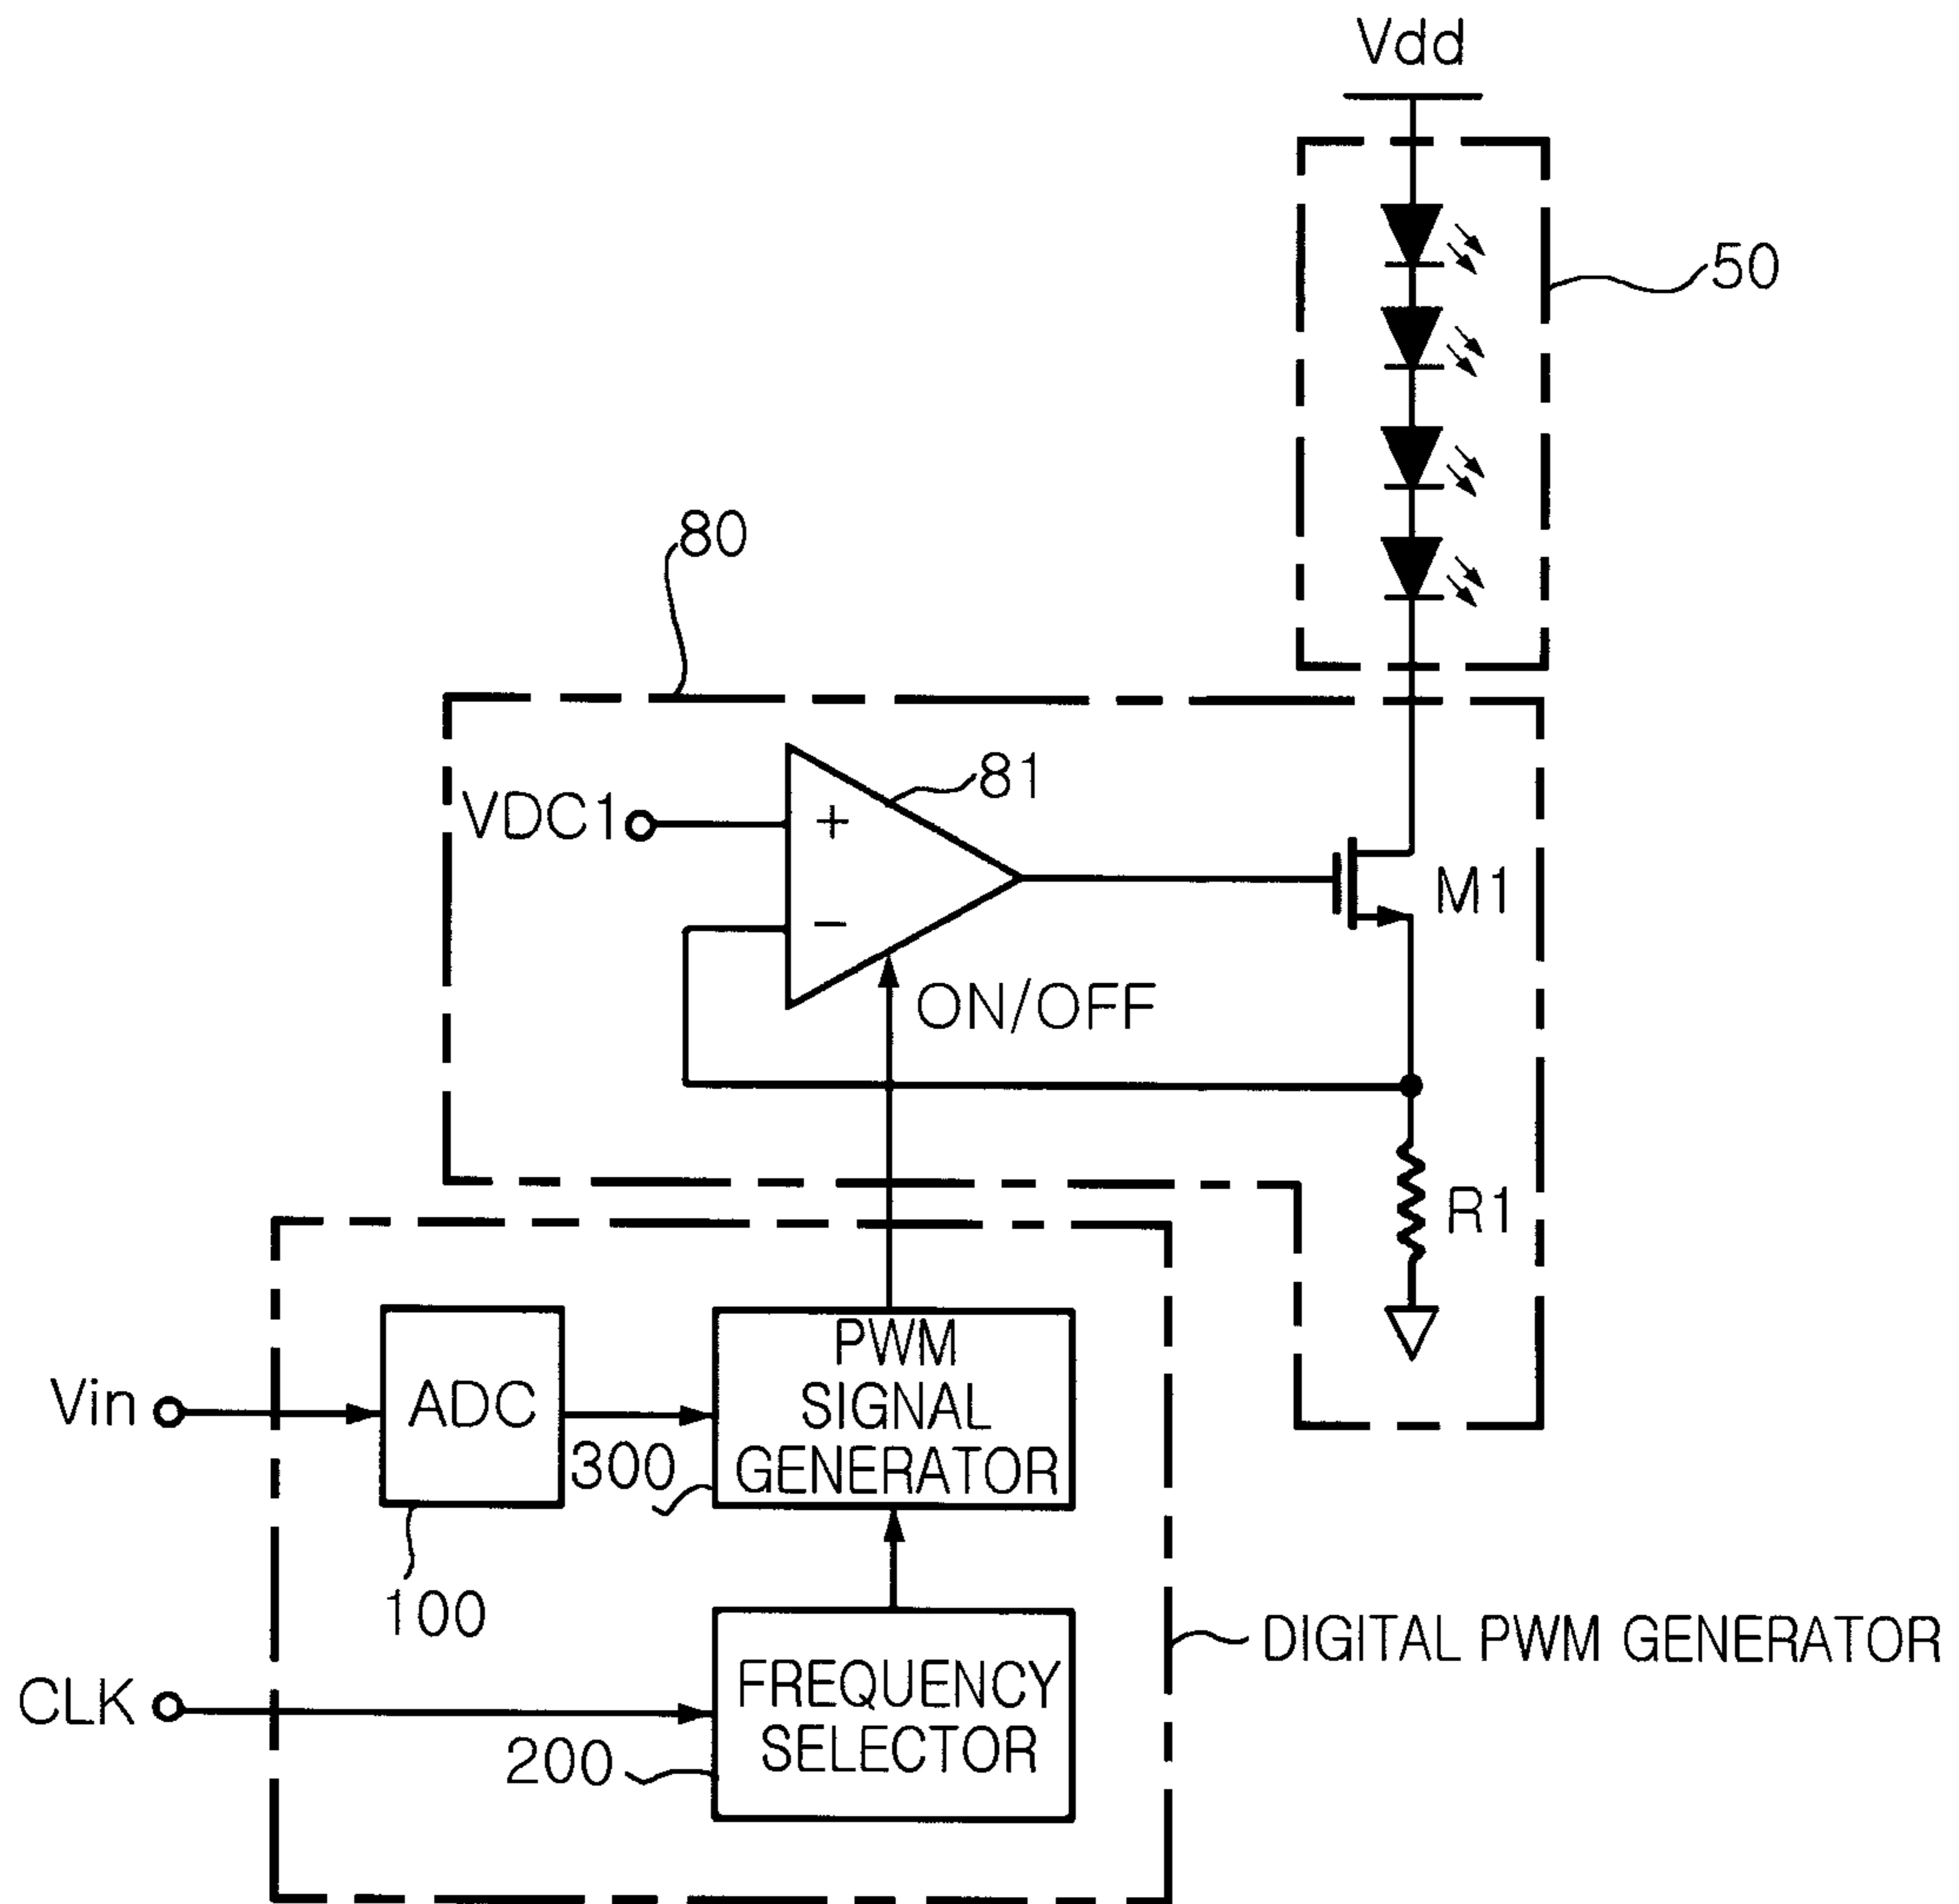 Vdd
50
80
81
VDC1
+
M1
−
ON/OFF
R1
PWM
SIGNAL
GENERATOR
Vin
ADC
300
100
DIGITAL PWM GENERATOR
FREQUENCY
SELECTOR
CLK
200